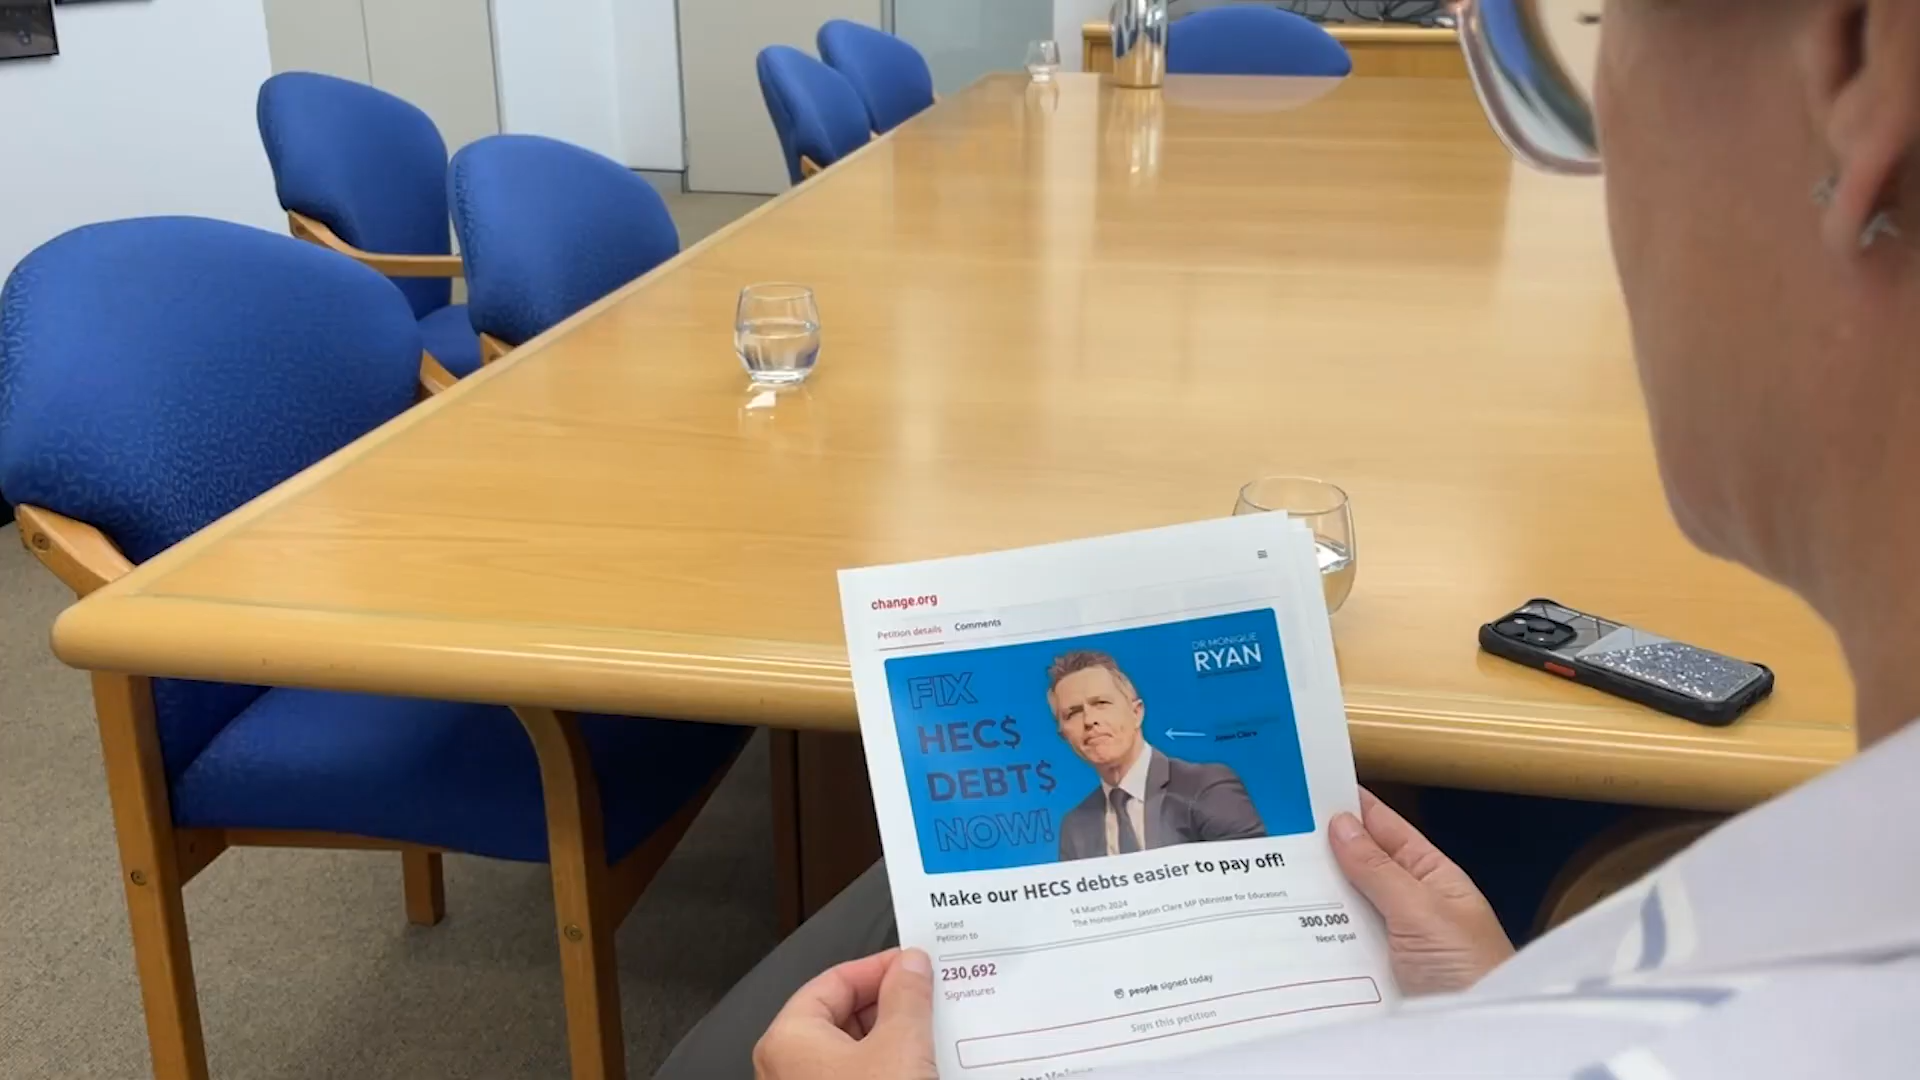 change.org
Petition details Comments
DR MONIQUE
RYAN
FIX
HEC$
DEBT$
NOW!
Jason Clare
Make our HECS debts easier to pay off!
Started 14 March 2024
Petition to The Honourable Jason Clare MP (Minister for Education)
230,692 300,000
Signatures Next goal
people signed today
Sign this petition